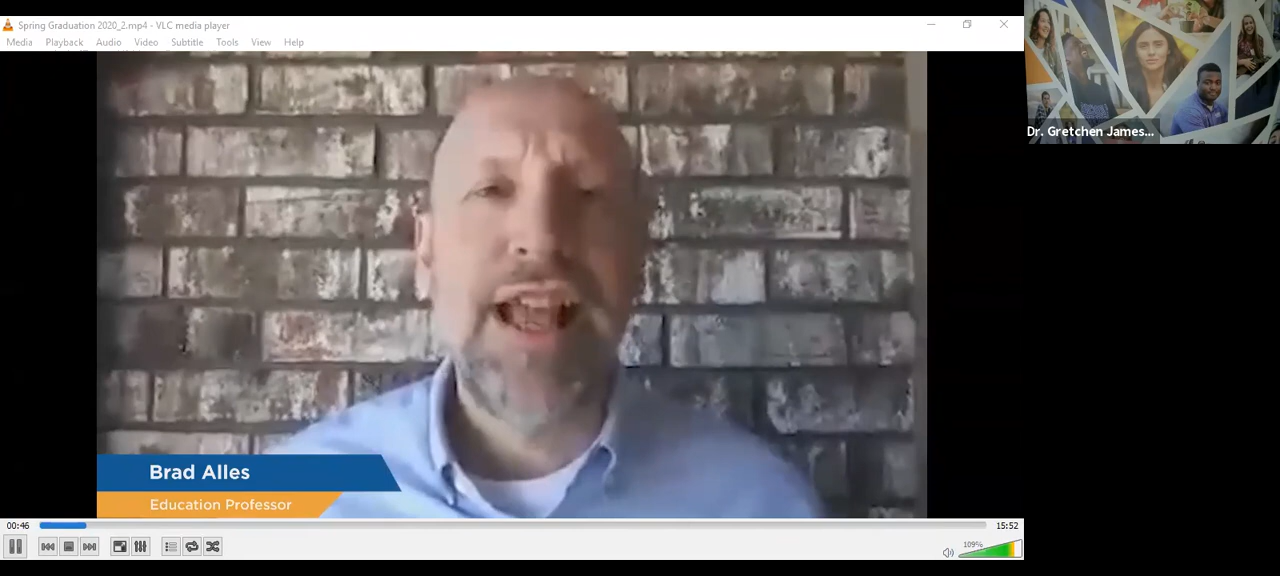 Spring Graduation 2020_2.mp4 - VLC media player
Media Playback Audio Video Subtitle Tools View Help
Dr. Gretchen James...
Brad Alles
Education Professor
00:46
15:52
109%